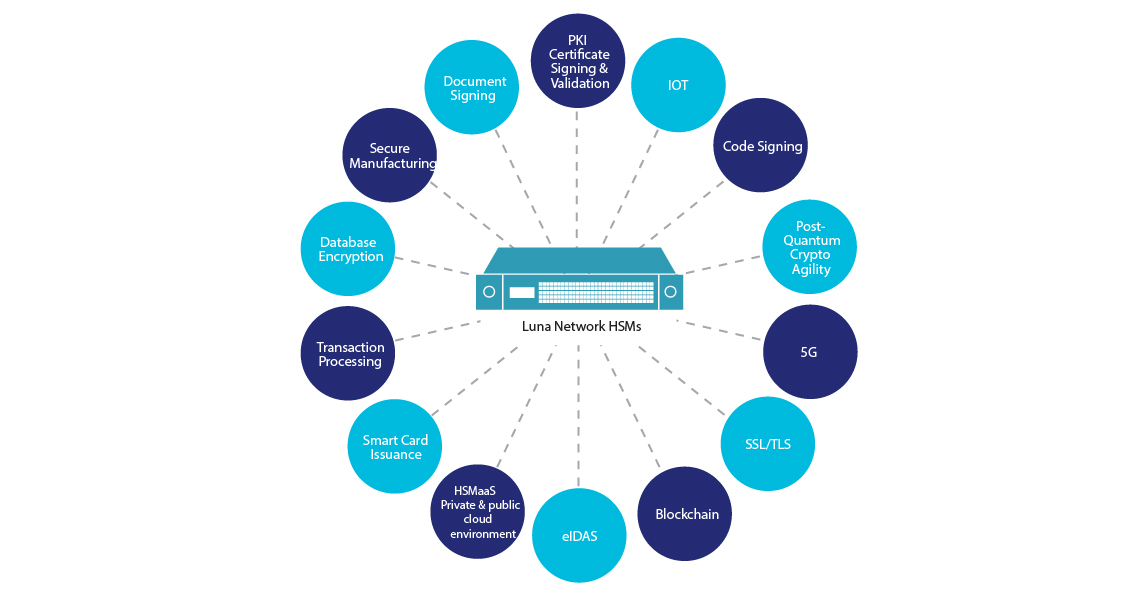 PKI
Certificate
Signing &
Validation
IOT
Code Signing
Post-
Quantum
Crypto
Agility
5G
SSL/TLS
Blockchain
eIDAS
HSMaaS
Private & public
cloud
environment
Smart Card
Issuance
Transaction
Processing
Database
Encryption
Secure
Manufacturing
Document
Signing
Luna Network HSMs